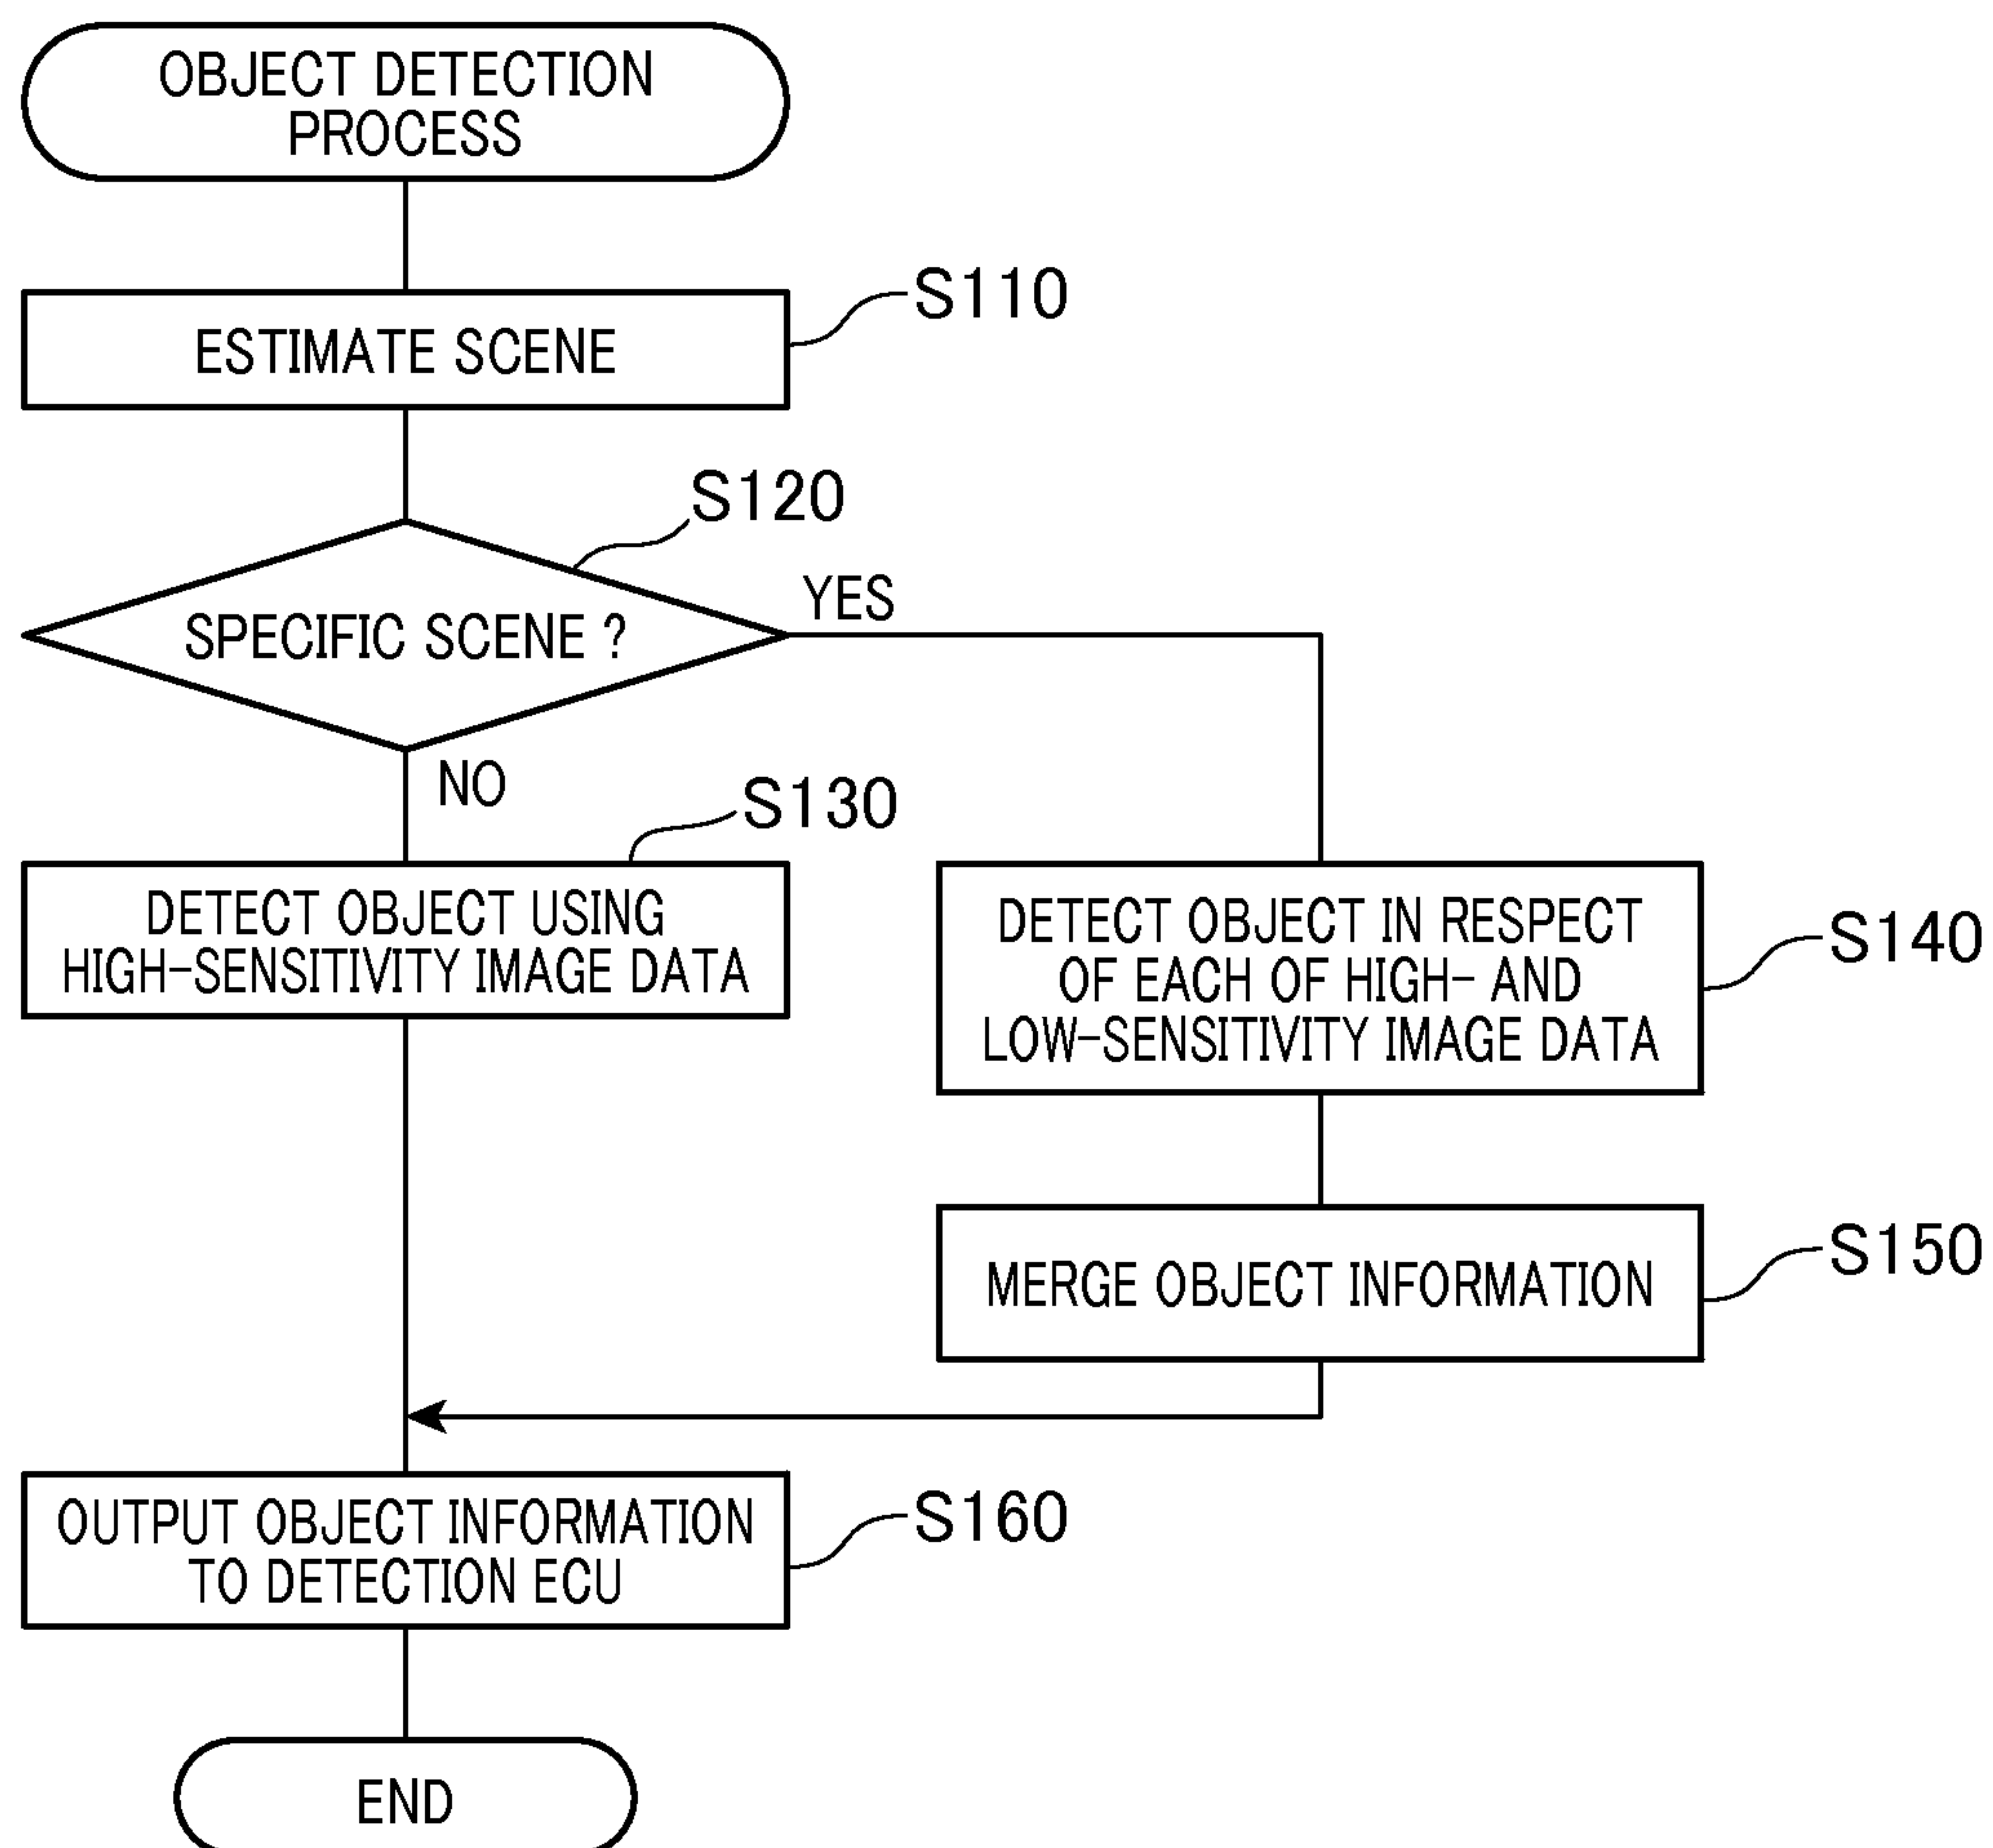 OBJECT DETECTION
PROCESS
S110
ESTIMATE SCENE
S120
YES
SPECIFIC SCENE ?
NO
S130
DETECT OBJECT USING
HIGH-SENSITIVITY IMAGE DATA
DETECT OBJECT IN RESPECT
OF EACH OF HIGH- AND
LOW-SENSITIVITY IMAGE DATA
S140
MERGE OBJECT INFORMATION
S150
OUTPUT OBJECT INFORMATION
TO DETECTION ECU
S160
END